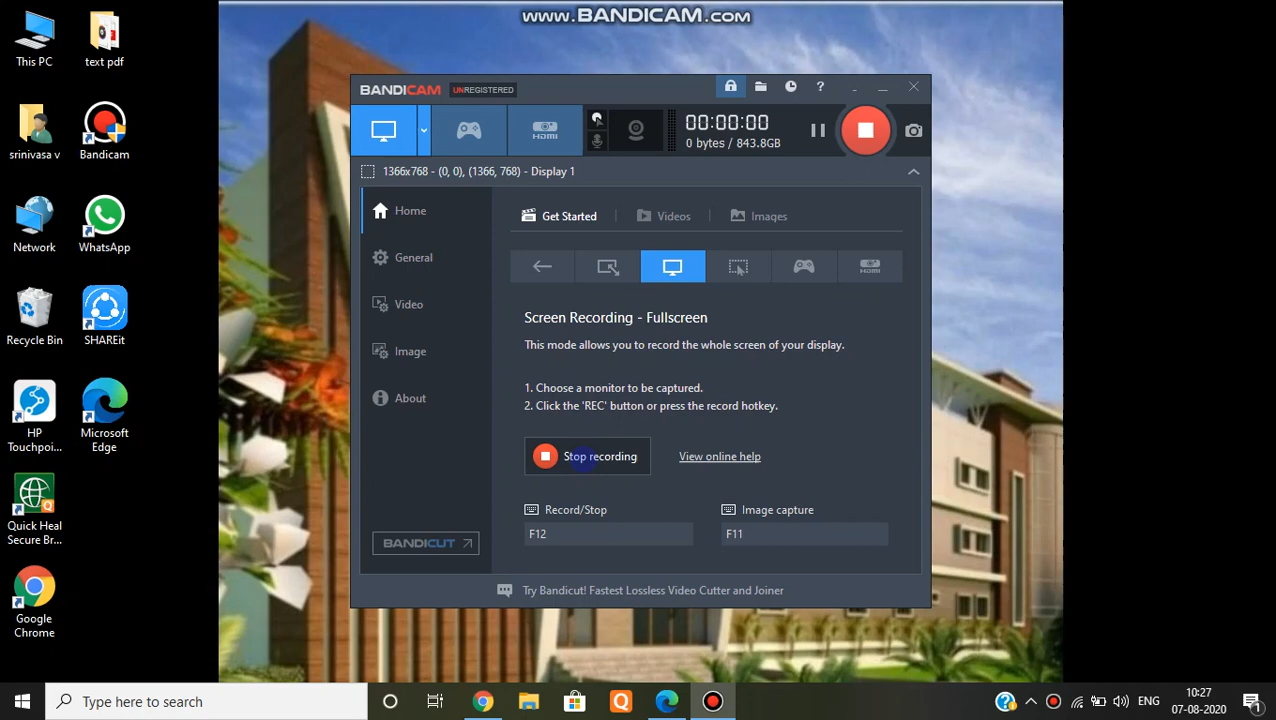 www.BANDICAM.com
This PC
text pdf
srinivasa v
Bandicam
Network
WhatsApp
Recycle Bin
SHAREit
HP
Touchpoi...
Microsoft
Edge
Quick Heal
Secure Br...
Google
Chrome
BANDICAM UNREGISTERED
?
HDMI
00:00:00
0 bytes / 843.8GB
1366x768 - (0, 0), (1366, 768) - Display 1
Home
General
Video
Image
About
BANDICUT
Get Started
Videos
Images
HDMI
Screen Recording - Fullscreen
This mode allows you to record the whole screen of your display.
1. Choose a monitor to be captured.
2. Click the 'REC' button or press the record hotkey.
Stop recording
View online help
Record/Stop
Image capture
F12
F11
Try Bandicut! Fastest Lossless Video Cutter and Joiner
Type here to search
ENG
10:27
07-08-2020
1